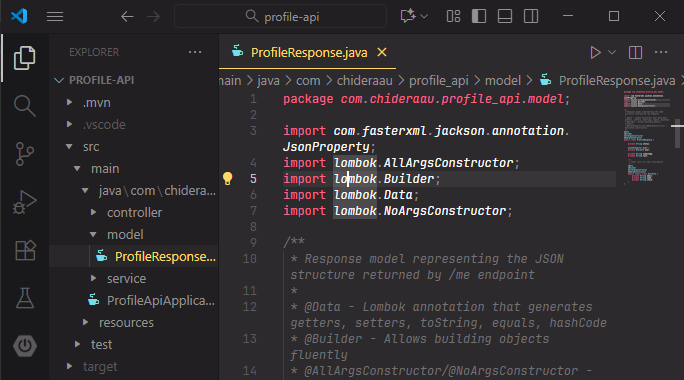 profile-api
EXPLORER
PROFILE-API
.mvn
.vscode
src
main
java\com\chideraau...
controller
model
ProfileResponse...
service
ProfileApiApplica...
resources
test
target
ProfileResponse.java
main > java > com > chideraau > profile_api > model > ProfileResponse.java
1 package com.chideraau.profile_api.model;
2
3 import com.fasterxml.jackson.annotation.
JsonProperty;
4 import lombok.AllArgsConstructor;
5 import lombok.Builder;
6 import lombok.Data;
7 import lombok.NoArgsConstructor;
8
9 /**
10 * Response model representing the JSON
structure returned by /me endpoint
11 *
12 * @Data - Lombok annotation that generates
getters, setters, toString, equals, hashCode
13 * @Builder - Allows building objects
fluently
14 * @AllArgsConstructor/@NoArgsConstructor -